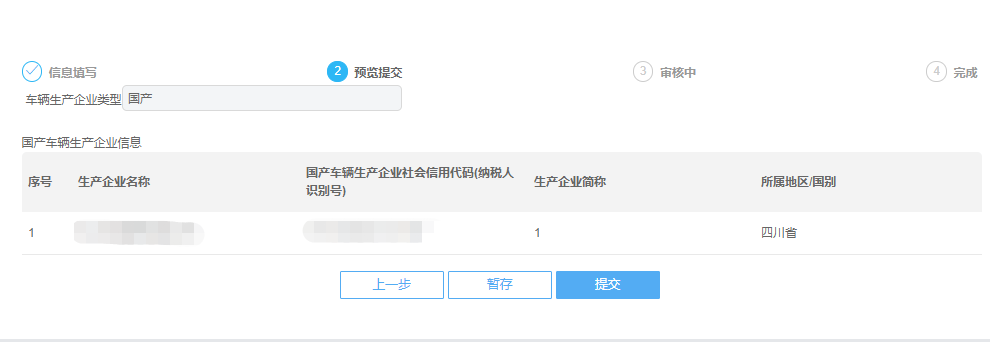 信息填写 2 预览提交 3 审核中 4 完成
车辆生产企业类型 国产
国产车辆生产企业信息
序号 生产企业名称 国产车辆生产企业社会信用代码(纳税人
识别号) 生产企业简称 所属地区/国别
1 1 四川省
上一步 暂存 提交